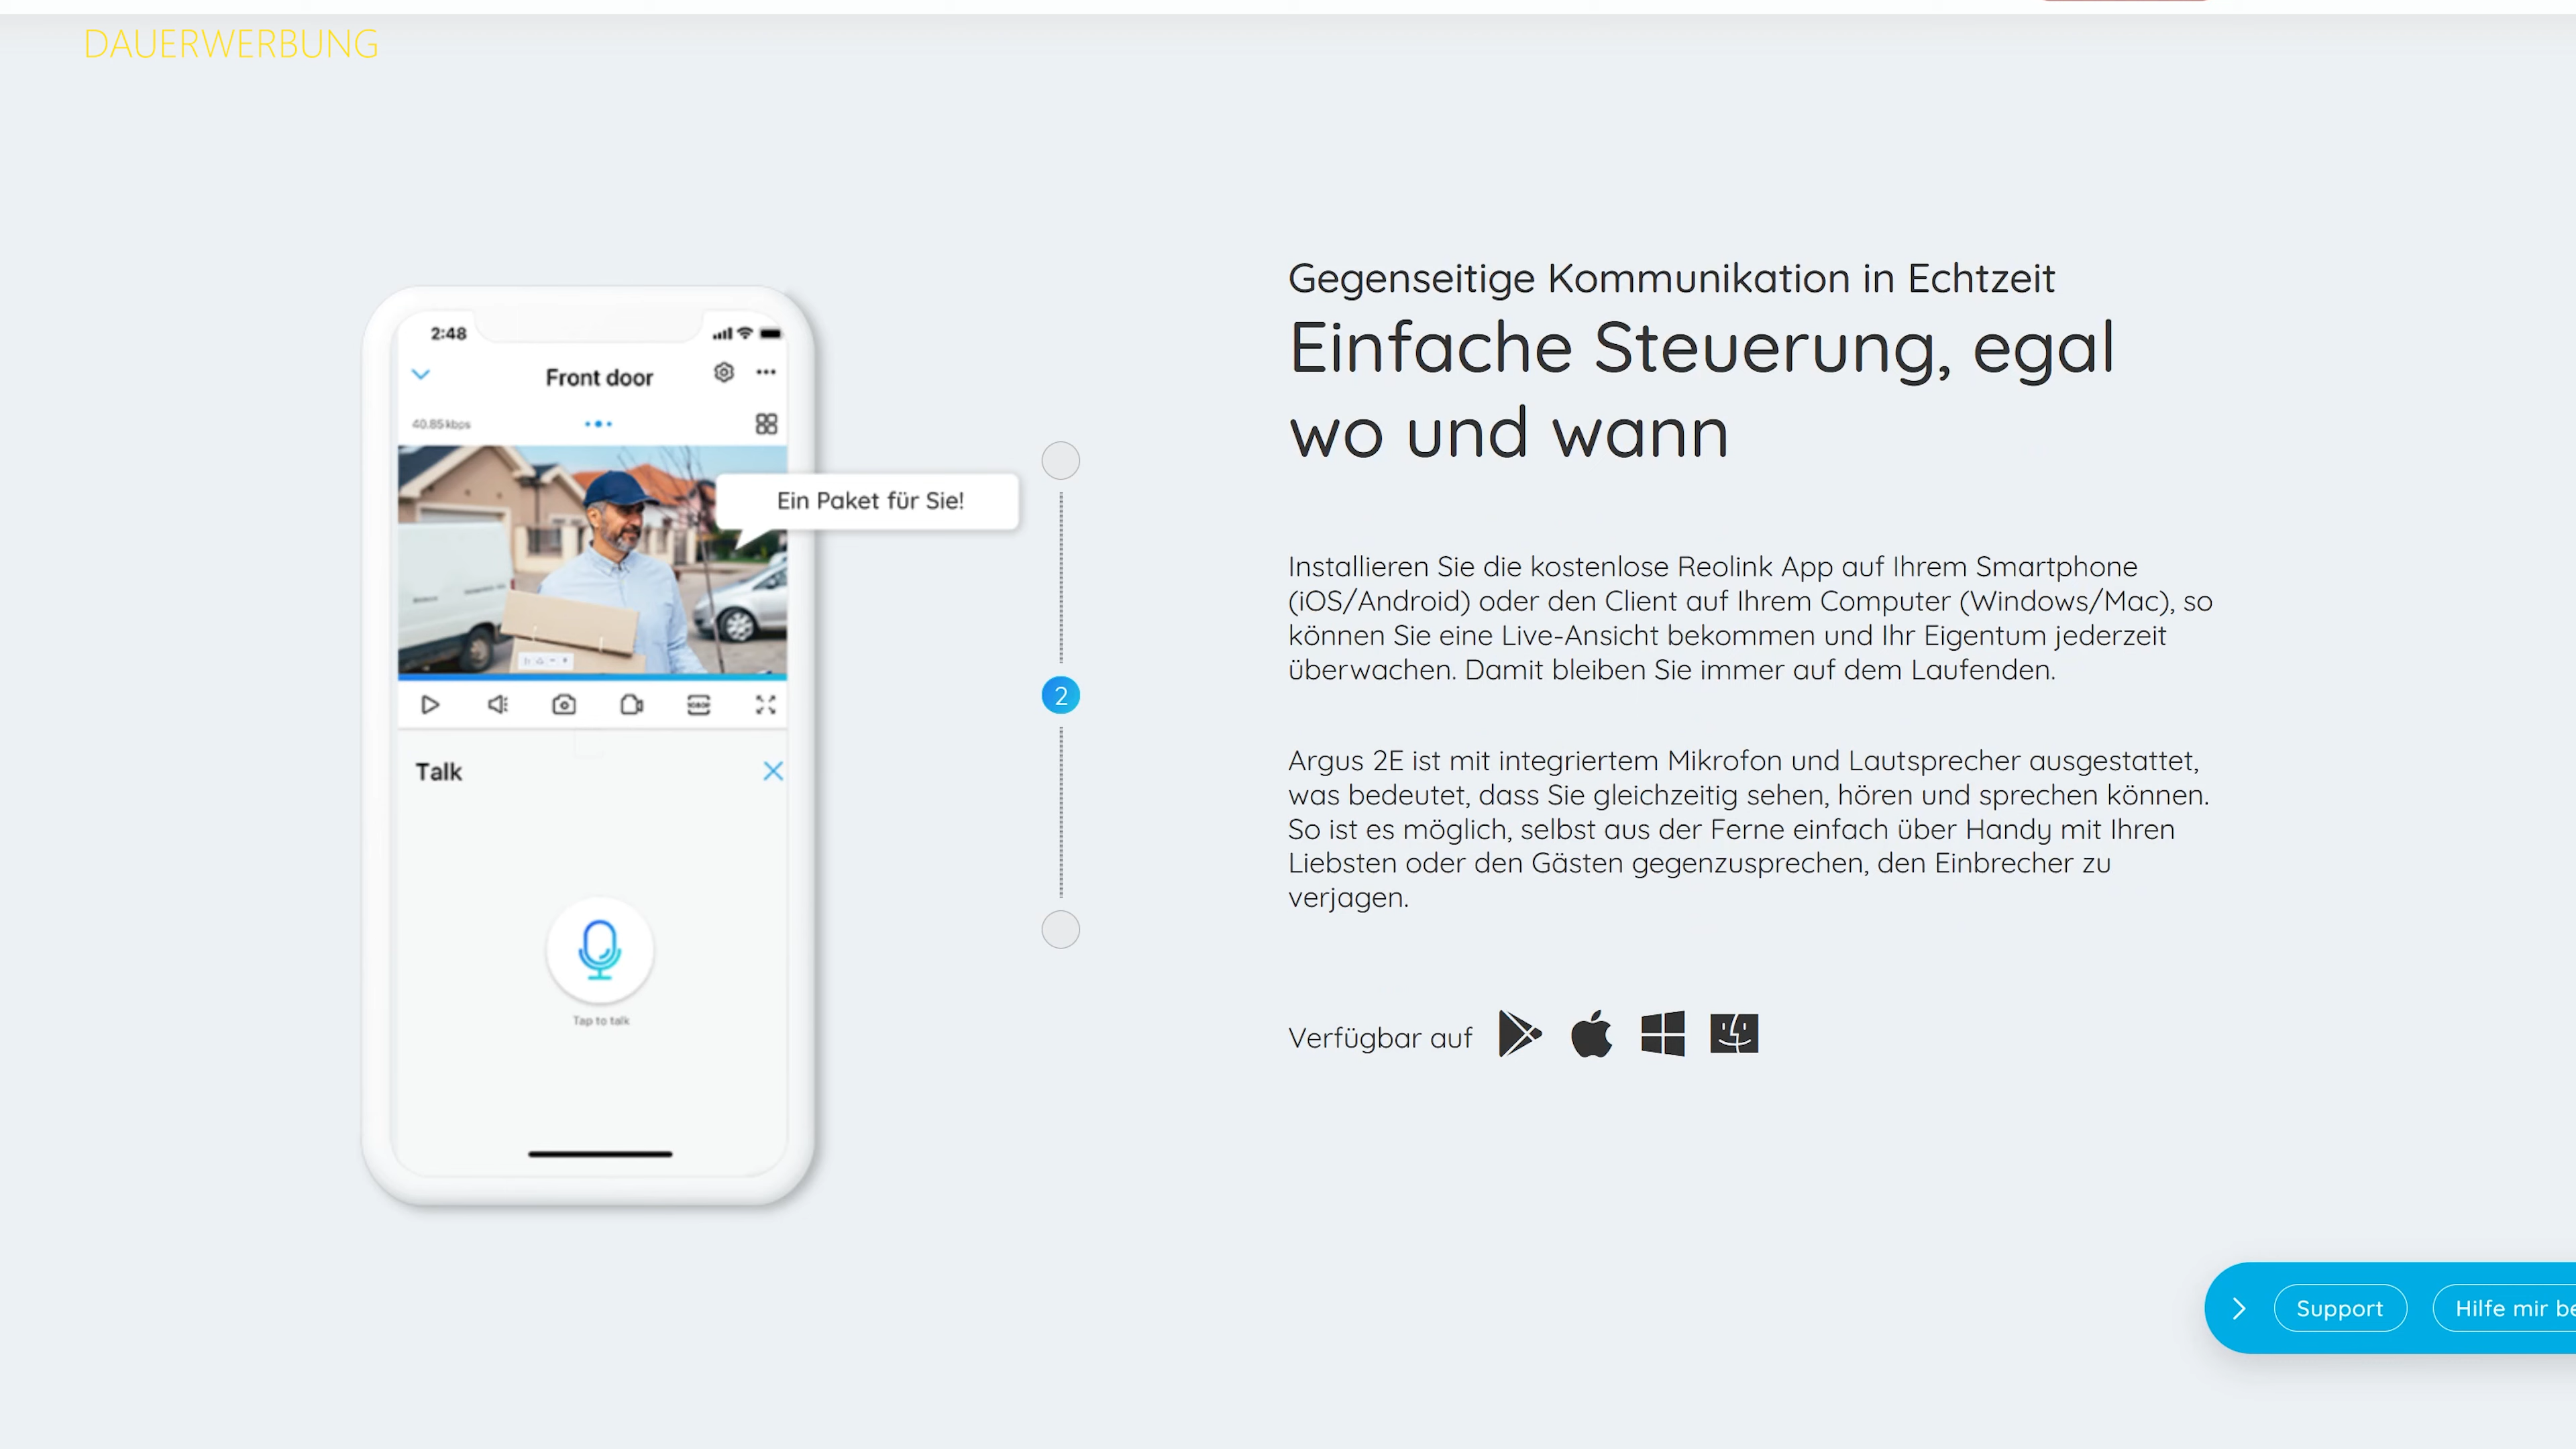 DAUERWERBUNG
2:48
Front door
40.85 kbps
Ein Paket für Sie!
Talk
Tap to talk
2
Gegenseitige Kommunikation in Echtzeit
Einfache Steuerung, egal
wo und wann
Installieren Sie die kostenlose Reolink App auf Ihrem Smartphone
(iOS/Android) oder den Client auf Ihrem Computer (Windows/Mac), so
können Sie eine Live-Ansicht bekommen und Ihr Eigentum jederzeit
überwachen. Damit bleiben Sie immer auf dem Laufenden.
Argus 2E ist mit integriertem Mikrofon und Lautsprecher ausgestattet,
was bedeutet, dass Sie gleichzeitig sehen, hören und sprechen können.
So ist es möglich, selbst aus der Ferne einfach über Handy mit Ihren
Liebsten oder den Gästen gegenzusprechen, den Einbrecher zu
verjagen.
Verfügbar auf
Support
Hilfe mir be